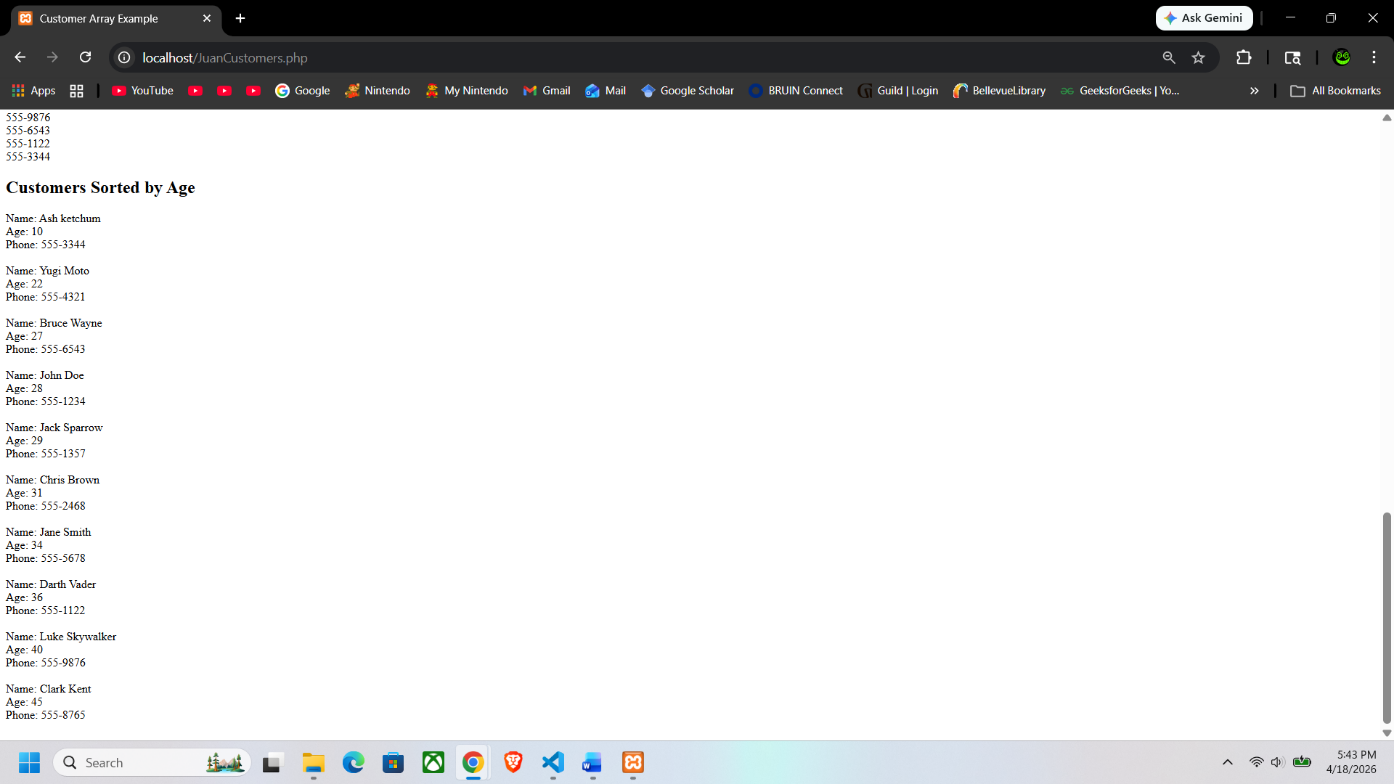 Customer Array Example
Ask Gemini
localhost/JuanCustomers.php
Apps
YouTube
Google
Nintendo
My Nintendo
Gmail
Mail
Google Scholar
BRUIN Connect
Guild | Login
BellevueLibrary
GeeksforGeeks | Yo...
All Bookmarks
555-9876
555-6543
555-1122
555-3344
Customers Sorted by Age
Name: Ash ketchum
Age: 10
Phone: 555-3344
Name: Yugi Moto
Age: 22
Phone: 555-4321
Name: Bruce Wayne
Age: 27
Phone: 555-6543
Name: John Doe
Age: 28
Phone: 555-1234
Name: Jack Sparrow
Age: 29
Phone: 555-1357
Name: Chris Brown
Age: 31
Phone: 555-2468
Name: Jane Smith
Age: 34
Phone: 555-5678
Name: Darth Vader
Age: 36
Phone: 555-1122
Name: Luke Skywalker
Age: 40
Phone: 555-9876
Name: Clark Kent
Age: 45
Phone: 555-8765
Search
5:43 PM
4/18/2026